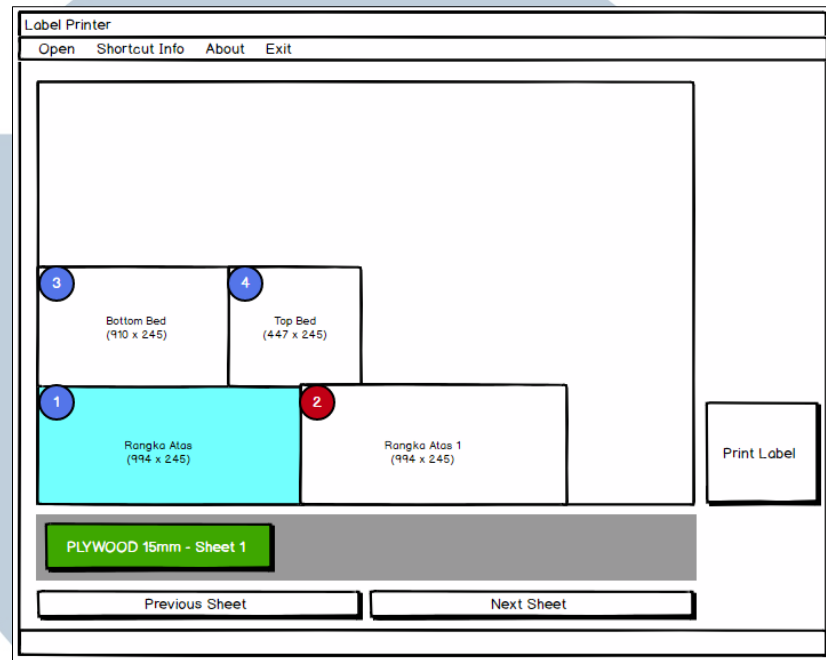 Label Printer
Open Shortcut Info About Exit
3
4
Bottom Bed
(910 x 245)
Top Bed
(447 x 245)
1
2
Rangka Atas
(994 x 245)
Rangka Atas 1
(994 x 245)
Print Label
PLYWOOD 15mm - Sheet 1
Previous Sheet
Next Sheet